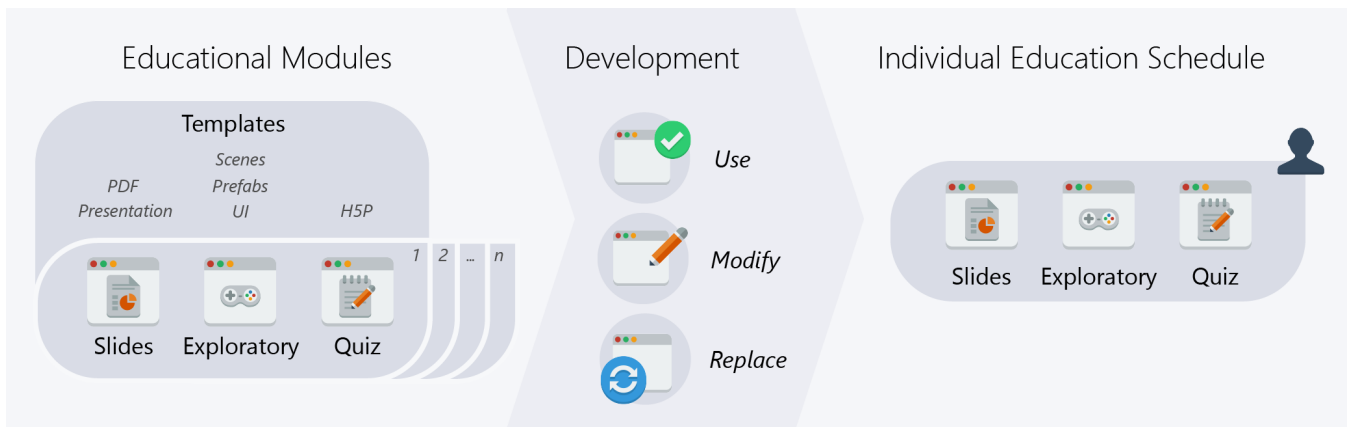 Educational Modules
Templates
PDF
Presentation
Scenes
Prefabs
UI
H5P
1 2 ... n
Slides Exploratory Quiz
Development
Use
Modify
Replace
Individual Education Schedule
Slides Exploratory Quiz